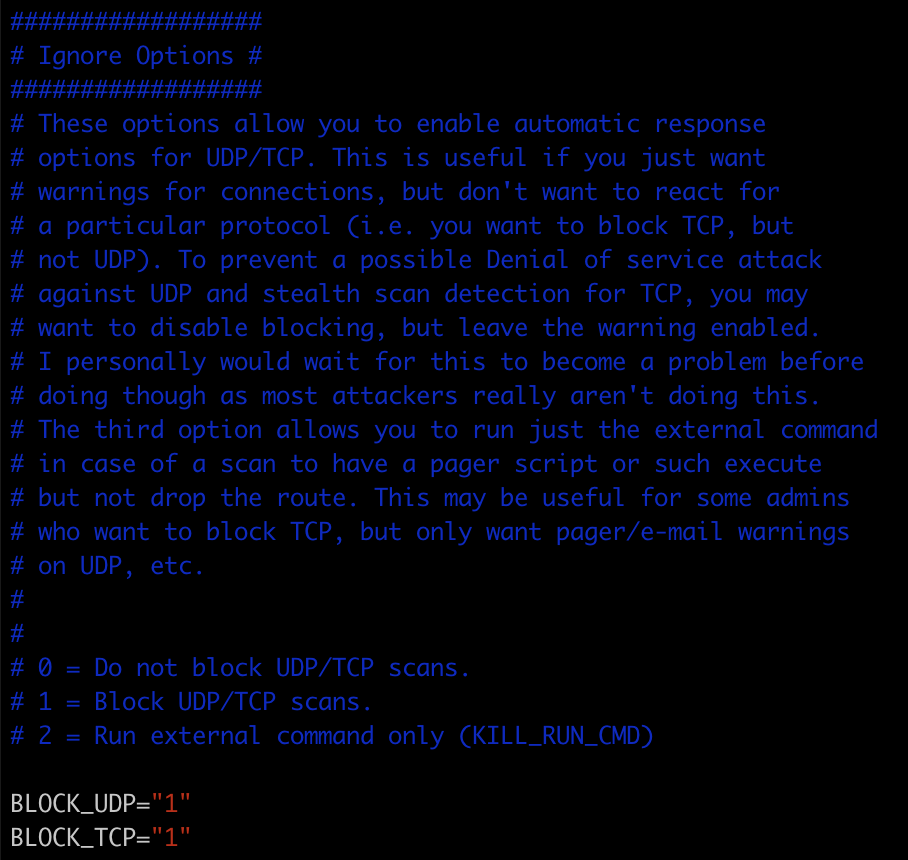 ##################
# Ignore Options #
##################
# These options allow you to enable automatic response
# options for UDP/TCP. This is useful if you just want
# warnings for connections, but don't want to react for
# a particular protocol (i.e. you want to block TCP, but
# not UDP). To prevent a possible Denial of service attack
# against UDP and stealth scan detection for TCP, you may
# want to disable blocking, but leave the warning enabled.
# I personally would wait for this to become a problem before
# doing though as most attackers really aren't doing this.
# The third option allows you to run just the external command
# in case of a scan to have a pager script or such execute
# but not drop the route. This may be useful for some admins
# who want to block TCP, but only want pager/e-mail warnings
# on UDP, etc.
#
#
# 0 = Do not block UDP/TCP scans.
# 1 = Block UDP/TCP scans.
# 2 = Run external command only (KILL_RUN_CMD)

BLOCK_UDP="1"
BLOCK_TCP="1"